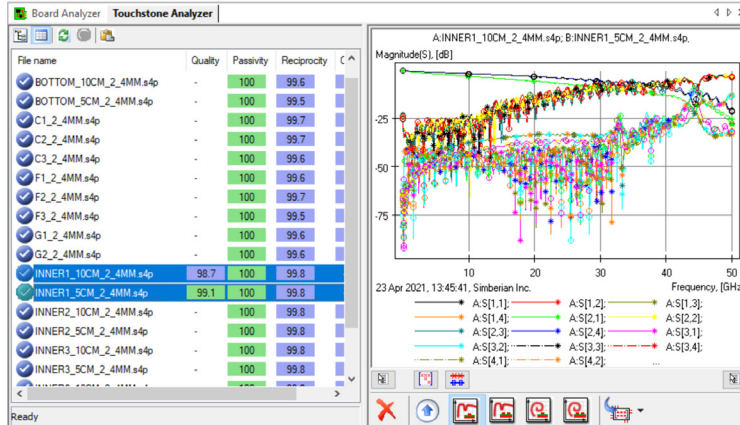 Board Analyzer Touchstone Analyzer
File name Quality Passivity Reciprocity
BOTTOM_10CM_2_4MM.s4p - 100 99.6
BOTTOM_5CM_2_4MM.s4p - 100 99.5
C1_2_4MM.s4p - 100 99.7
C2_2_4MM.s4p - 100 99.7
C3_2_4MM.s4p - 100 99.6
F1_2_4MM.s4p - 100 99.6
F2_2_4MM.s4p - 100 99.7
F3_2_4MM.s4p - 100 99.5
G1_2_4MM.s4p - 100 99.6
G2_2_4MM.s4p - 100 99.6
INNER1_10CM_2_4MM.s4p 98.7 100 99.8
INNER1_5CM_2_4MM.s4p 99.1 100 99.8
INNER2_10CM_2_4MM.s4p - 100 99.8
INNER2_5CM_2_4MM.s4p - 100 99.8
INNER3_10CM_2_4MM.s4p - 100 99.8
INNER3_5CM_2_4MM.s4p - 100 99.8
Ready
A:INNER1_10CM_2_4MM.s4p; B:INNER1_5CM_2_4MM.s4p,
Magnitude(S), [dB]
-25
-50
-75
10 20 30 40 50
23 Apr 2021, 13:45:41, Simberian Inc. Frequency, [GHz
A:S[1,1]; A:S[1,2]; A:S[1,3];
A:S[1,4]; A:S[2,1]; A:S[2,2];
A:S[2,3]; A:S[2,4]; A:S[3,1];
A:S[3,2]; A:S[3,3]; A:S[3,4];
A:S[4,1]; A:S[4,2]; ...